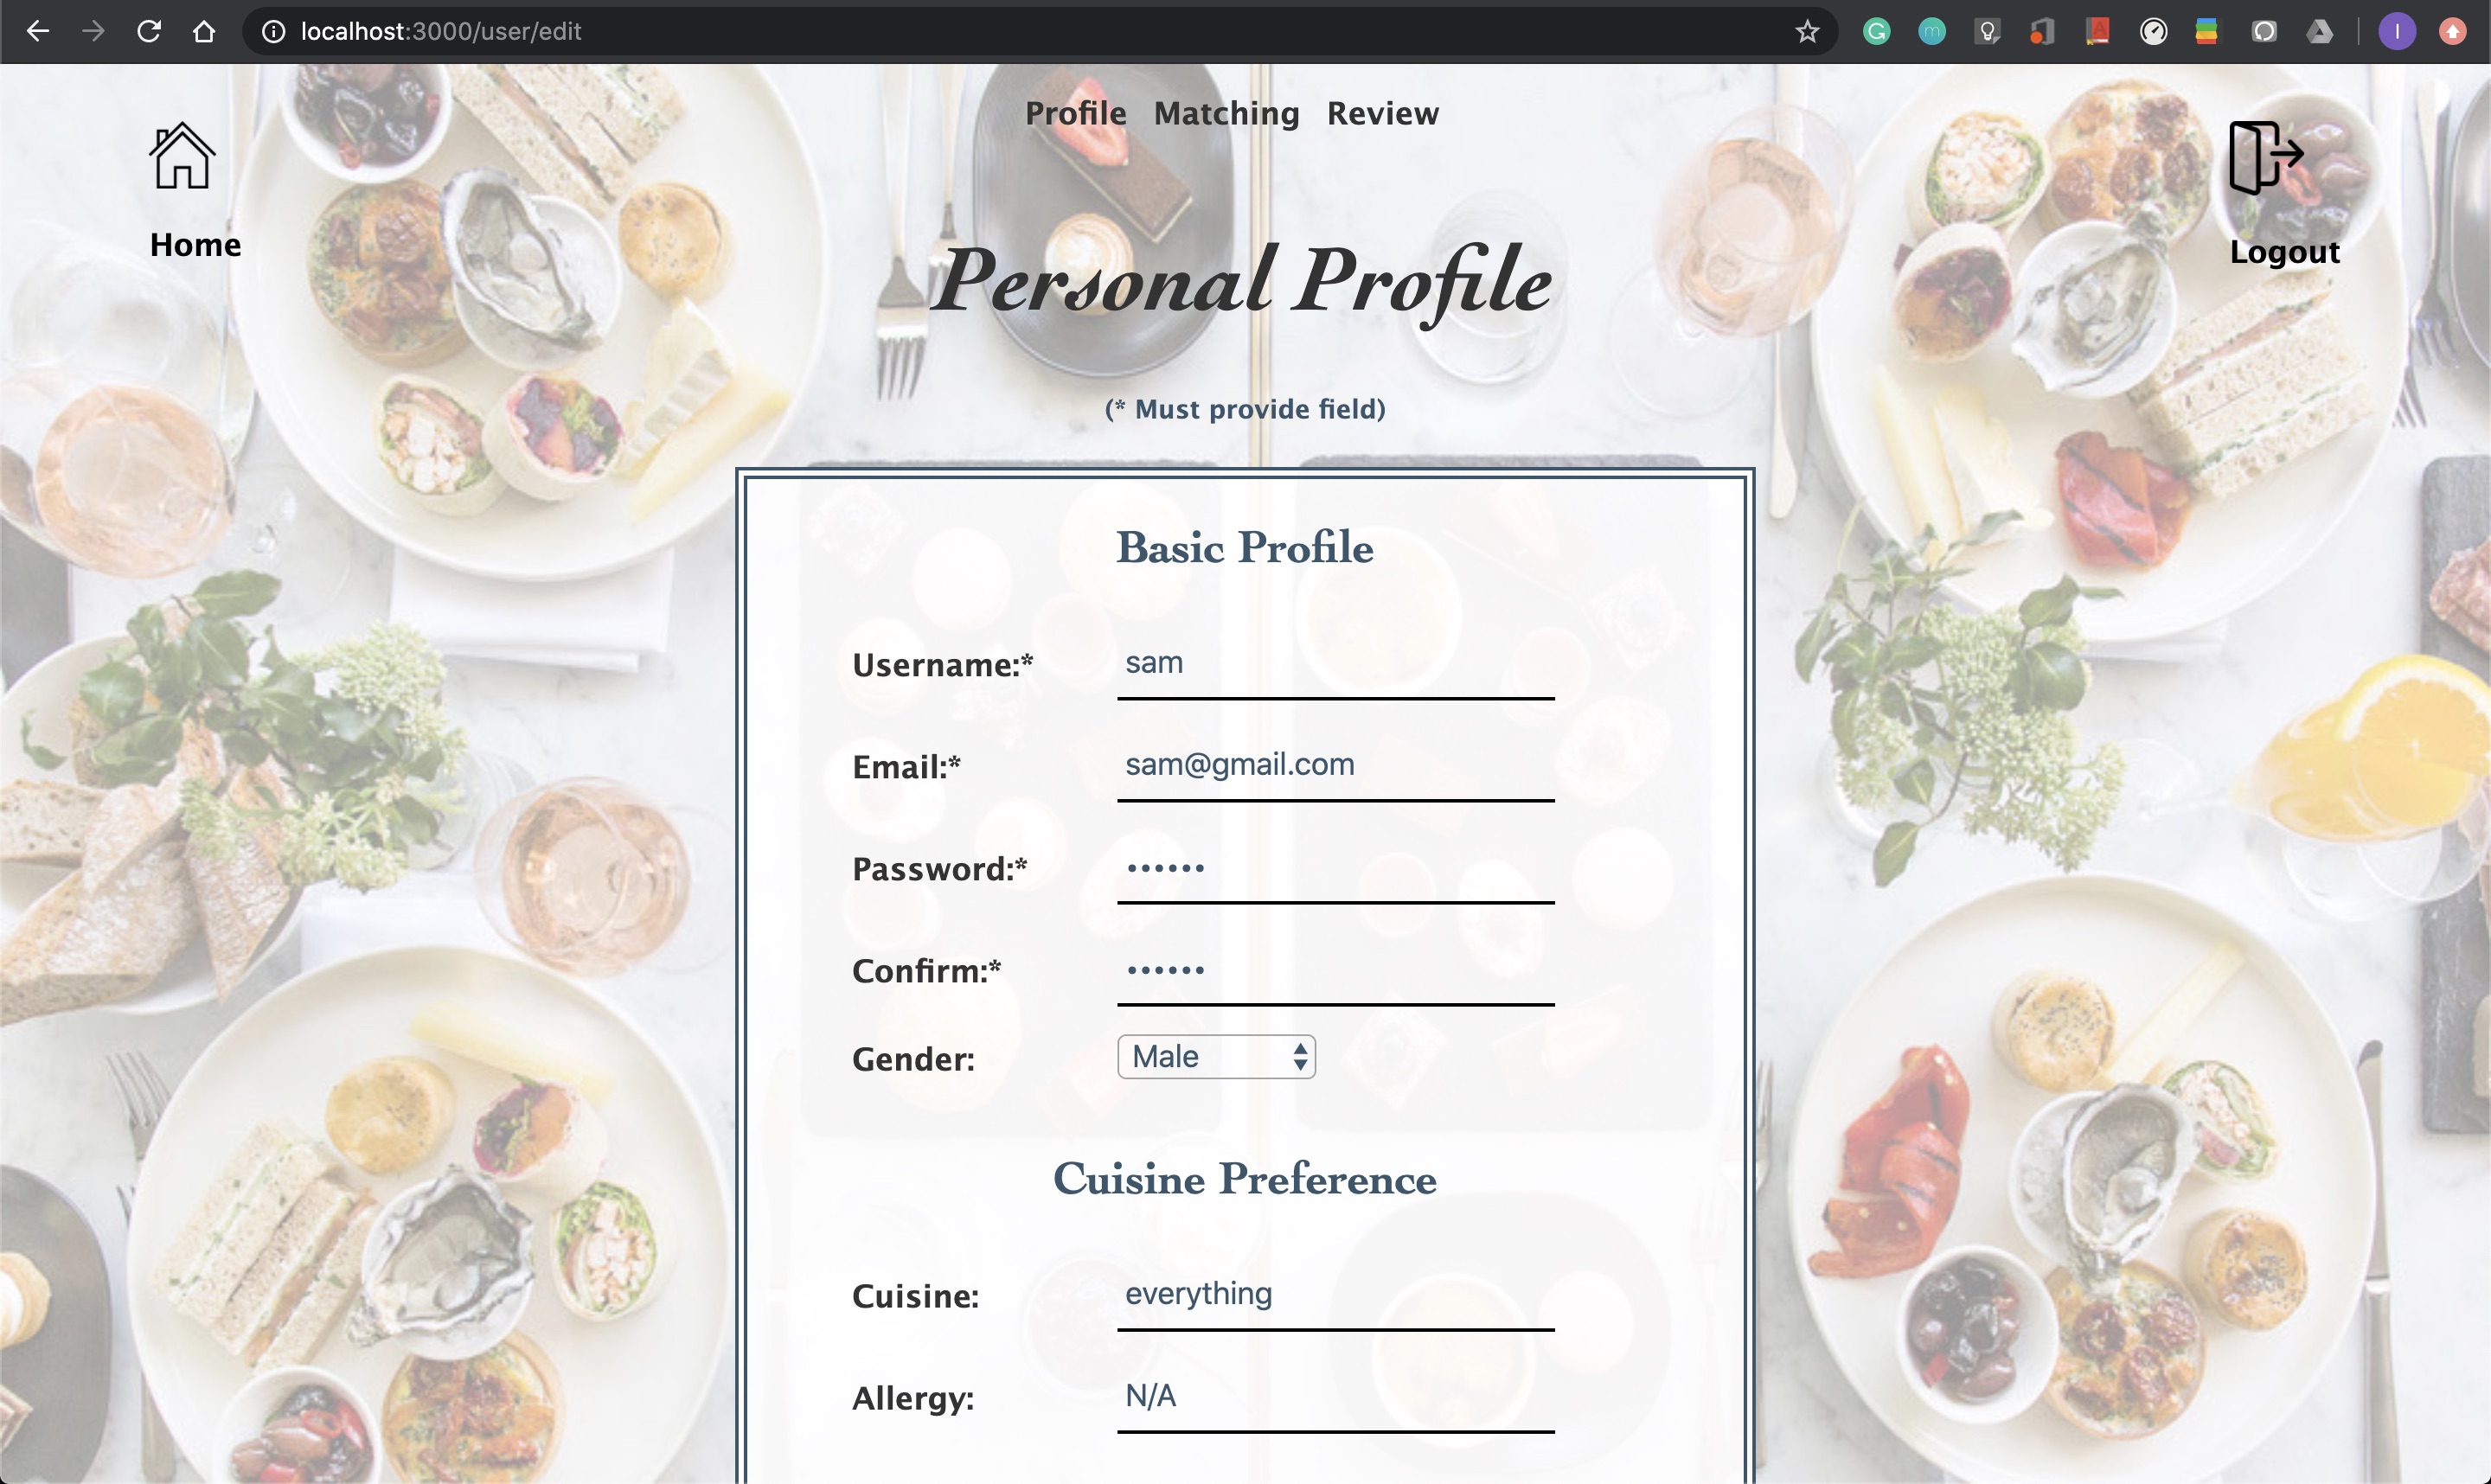 localhost:3000/user/edit
Profile Matching Review
Home
Logout
Personal Profile
(* Must provide field)
Basic Profile
Username:* sam
Email:* sam@gmail.com
Password:* ••••••
Confirm:* ••••••
Gender: Male
Cuisine Preference
Cuisine: everything
Allergy: N/A